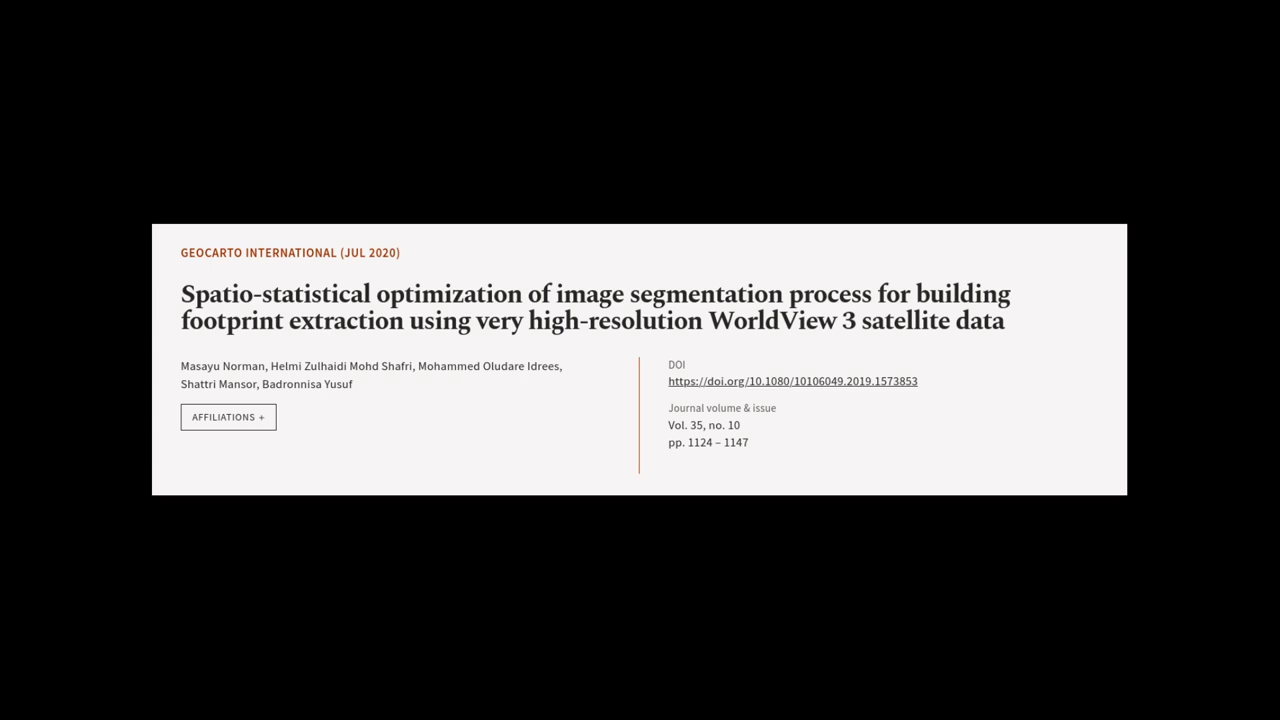 GEOCARTO INTERNATIONAL (JUL 2020)
Spatio-statistical optimization of image segmentation process for building
footprint extraction using very high-resolution WorldView 3 satellite data
Masayu Norman, Helmi Zulhaidi Mohd Shafri, Mohammed Oludare Idrees,
Shattri Mansor, Badronnisa Yusuf
AFFILIATIONS +
DOI
https://doi.org/10.1080/10106049.2019.1573853
Journal volume & issue
Vol. 35, no. 10
pp. 1124 – 1147